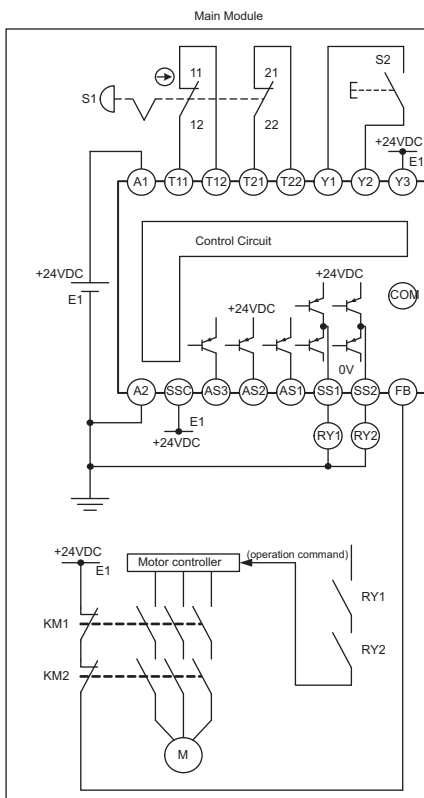 Main Module
S1
11
12
21
22
S2
+24VDC
E1
A1
T11
T12
T21
T22
Y1
Y2
Y3
Control Circuit
+24VDC
E1
+24VDC
+24VDC
COM
0V
A2
SSC
AS3
AS2
AS1
SS1
SS2
FB
E1
+24VDC
RY1
RY2
+24VDC
E1
Motor controller
(operation command)
KM1
RY1
KM2
RY2
M